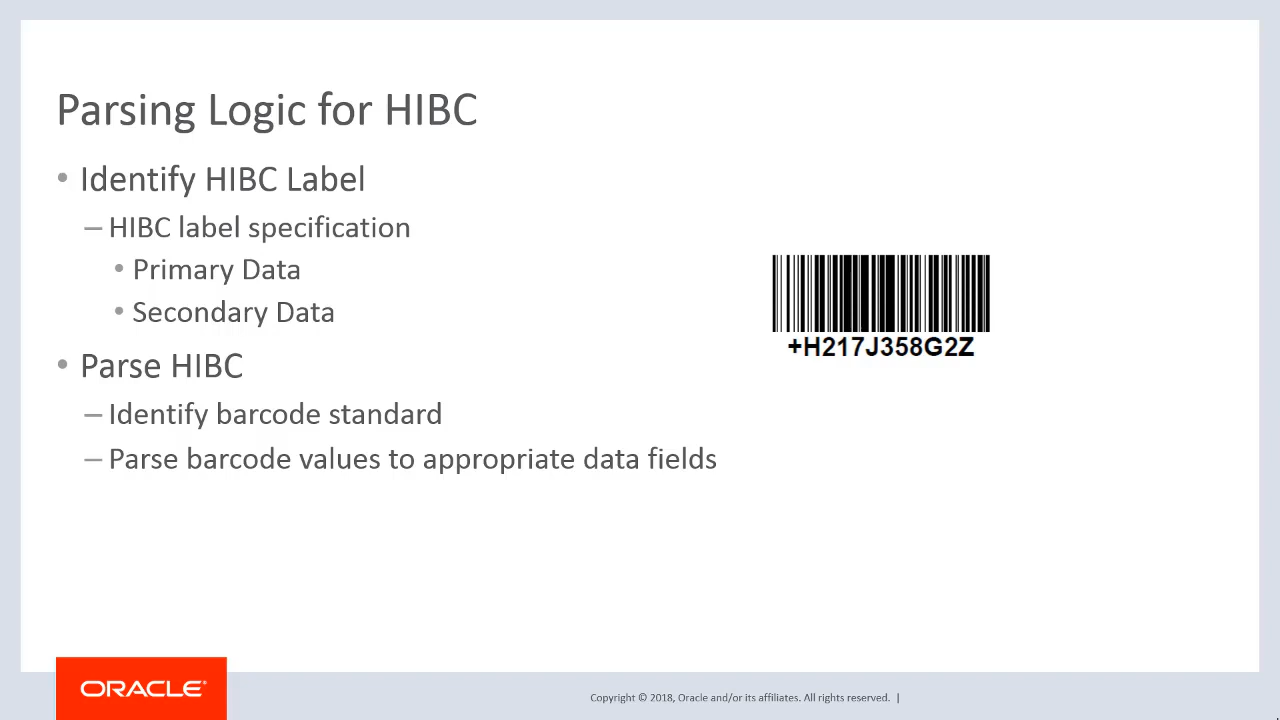 Parsing Logic for HIBC
• Identify HIBC Label
– HIBC label specification
• Primary Data
• Secondary Data
• Parse HIBC
– Identify barcode standard
– Parse barcode values to appropriate data fields
+H217J358G2Z
ORACLE®
Copyright © 2018, Oracle and/or its affiliates. All rights reserved. |